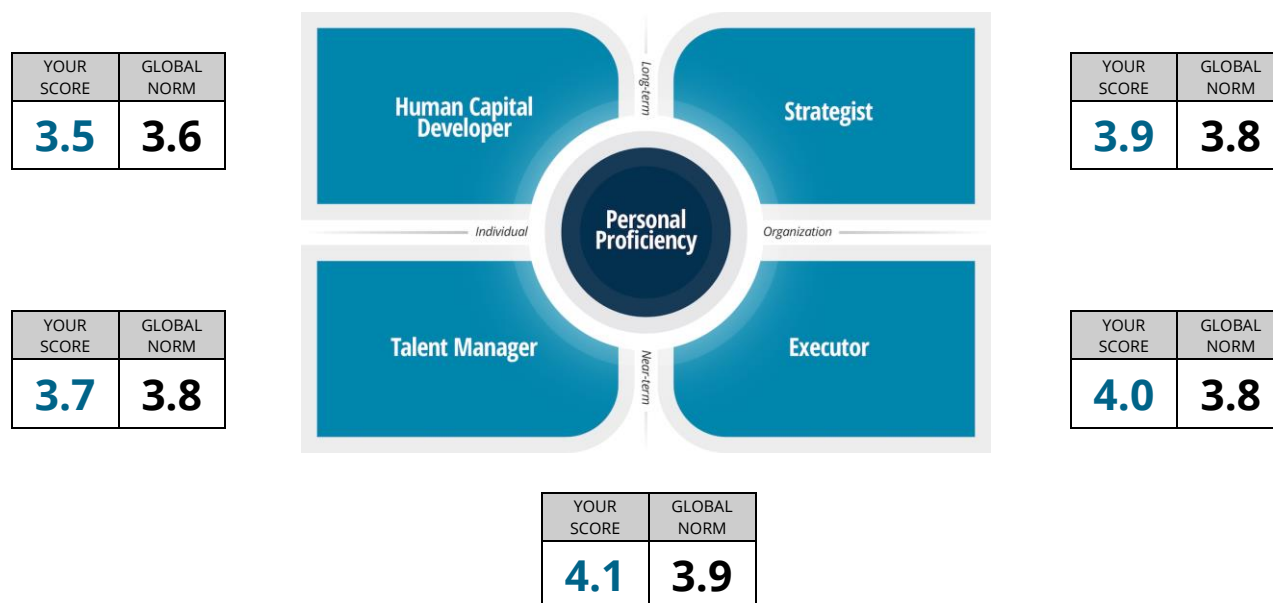 YOUR SCORE
GLOBAL NORM
3.5
3.6
Human Capital
Developer
Long-term
Strategist
YOUR SCORE
GLOBAL NORM
3.9
3.8
Individual
Personal
Proficiency
Organization
YOUR SCORE
GLOBAL NORM
3.7
3.8
Talent Manager
Near-term
Executor
YOUR SCORE
GLOBAL NORM
4.0
3.8
YOUR SCORE
GLOBAL NORM
4.1
3.9